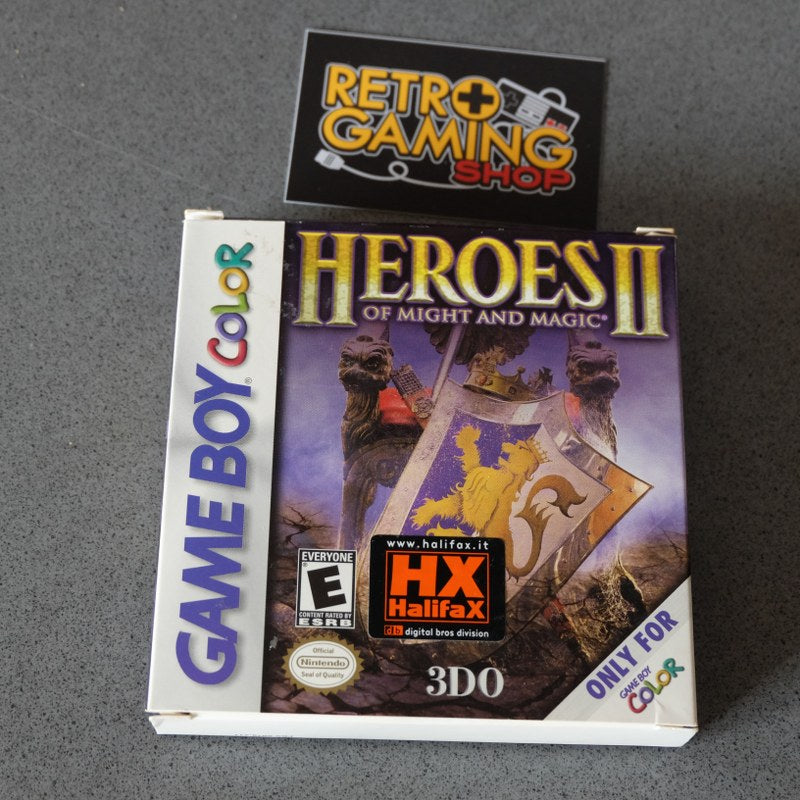 RETRO
GAMING
SHOP
GAME BOY COLOR
HEROES II
OF MIGHT AND MAGIC®
www.halifax.it
HX
HalifaX
db digital bros division
EVERYONE
E
CONTENT RATED BY
ESRB
Official
Nintendo
Seal of Quality
3DO
ONLY FOR
GAME BOY
COLOR